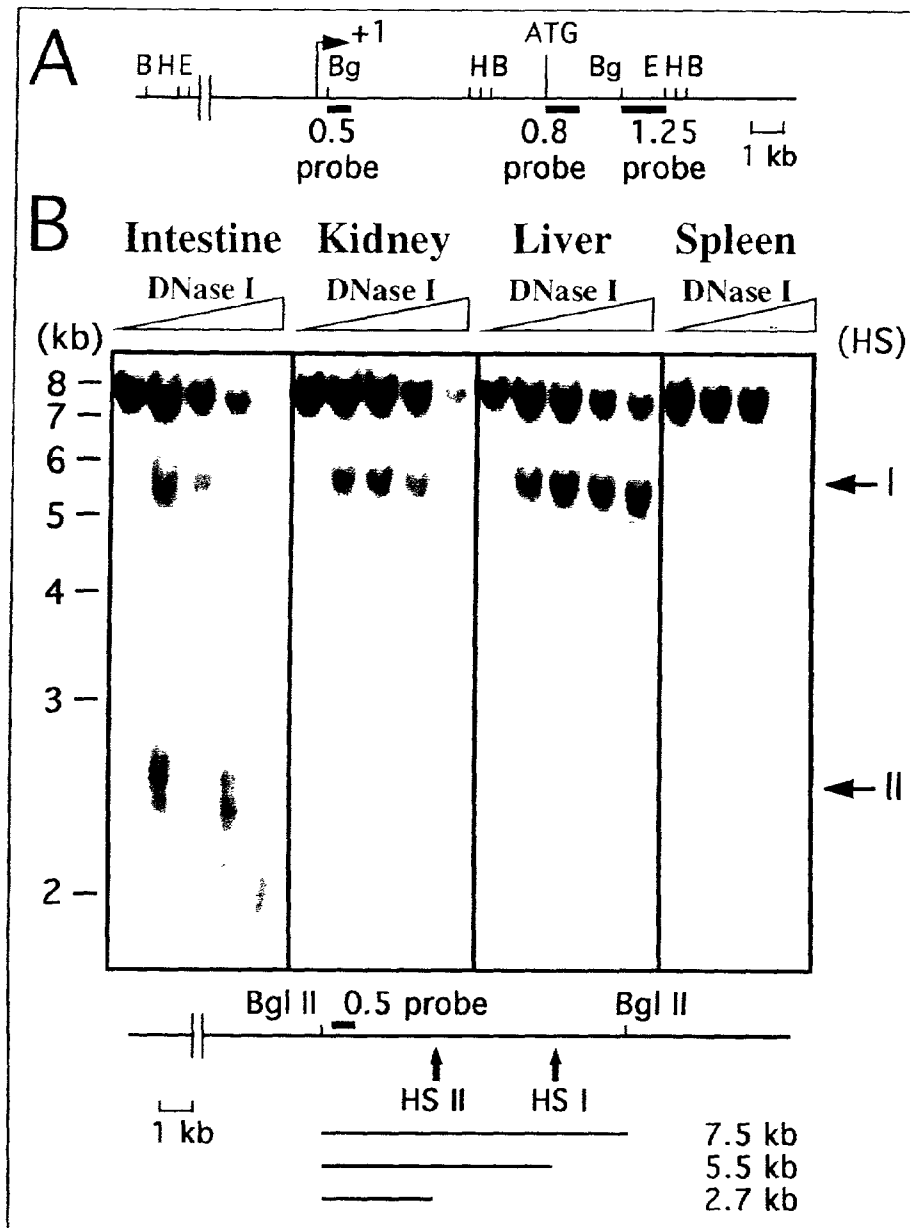 A
+1
ATG
B H E
Bg
H B
Bg
E H B
0.5
probe
0.8
probe
1.25
probe
1 kb
B
Intestine Kidney Liver Spleen
DNase I DNase I DNase I DNase I
(kb)
(HS)
8
7
6
I
5
4
3
II
2
Bgl II
0.5 probe
Bgl II
HS II
HS I
1 kb
7.5 kb
5.5 kb
2.7 kb